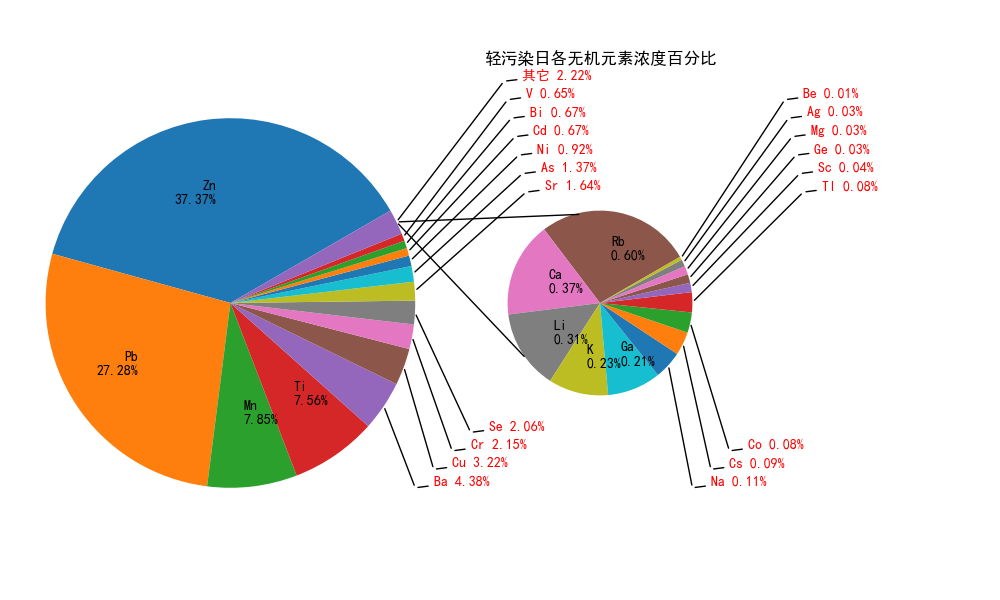 轻污染日各无机元素浓度百分比
其它 2.22%
V 0.65%
Bi 0.67%
Cd 0.67%
Ni 0.92%
As 1.37%
Sr 1.64%
Be 0.01%
Ag 0.03%
Mg 0.03%
Ge 0.03%
Sc 0.04%
Tl 0.08%
Zn
37.37%
Pb
27.28%
Mn
7.85%
Ti
7.56%
Rb
0.60%
Ca
0.37%
Li
0.31%
K
0.23%
Ga
0.21%
Se 2.06%
Cr 2.15%
Cu 3.22%
Ba 4.38%
Co 0.08%
Cs 0.09%
Na 0.11%